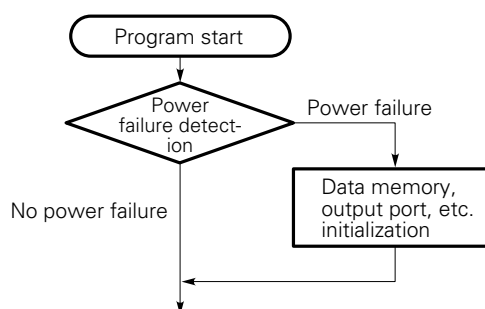 Program start
Power
failure detect-
ion
Power failure
No power failure
Data memory,
output port, etc.
initialization